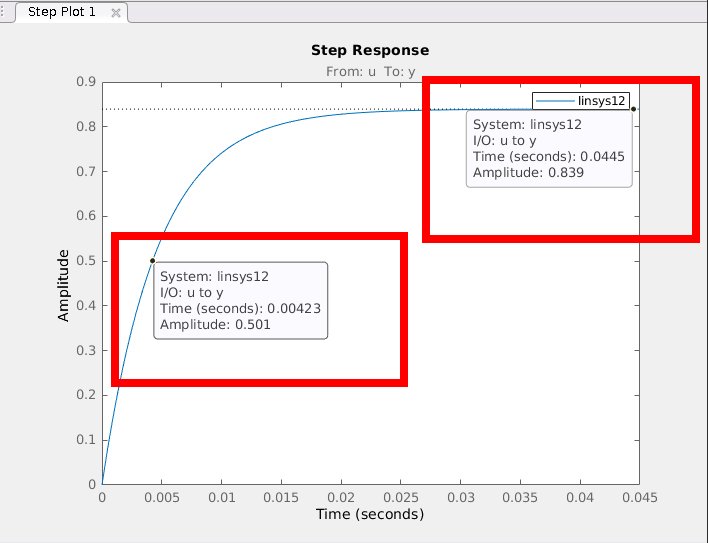 Step Plot 1
Step Response
From: u To: y
linsys12
System: linsys12
I/O: u to y
Time (seconds): 0.0445
Amplitude: 0.839
System: linsys12
I/O: u to y
Time (seconds): 0.00423
Amplitude: 0.501
Amplitude
0.9
0.8
0.7
0.6
0.5
0.4
0.3
0.2
0.1
0
0 0.005 0.01 0.015 0.02 0.025 0.03 0.035 0.04 0.045
Time (seconds)